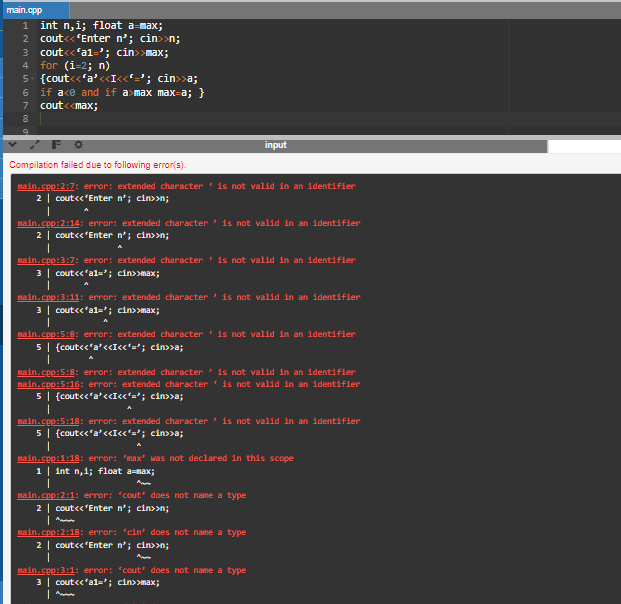 main.cpp
1 int n,i; float a=max;
2 cout<<‘Enter n’; cin>>n;
3 cout<<‘a1=’; cin>>max;
4 for (i=2; n)
5 {cout<<‘a’<<I<<‘=’; cin>>a;
6 if a<0 and if a>max max=a; }
7 cout<<max;
8
9
input
Compilation failed due to following error(s).
main.cpp:2:7: error: extended character ‘ is not valid in an identifier
2 | cout<<‘Enter n’; cin>>n;
| ^
main.cpp:2:14: error: extended character ’ is not valid in an identifier
2 | cout<<‘Enter n’; cin>>n;
| ^
main.cpp:3:7: error: extended character ‘ is not valid in an identifier
3 | cout<<‘a1=’; cin>>max;
| ^
main.cpp:3:11: error: extended character ’ is not valid in an identifier
3 | cout<<‘a1=’; cin>>max;
| ^
main.cpp:5:8: error: extended character ‘ is not valid in an identifier
5 | {cout<<‘a’<<I<<‘=’; cin>>a;
| ^
main.cpp:5:8: error: extended character ’ is not valid in an identifier
main.cpp:5:16: error: extended character ‘ is not valid in an identifier
5 | {cout<<‘a’<<I<<‘=’; cin>>a;
| ^
main.cpp:5:18: error: extended character ’ is not valid in an identifier
5 | {cout<<‘a’<<I<<‘=’; cin>>a;
| ^
main.cpp:1:18: error: ‘max’ was not declared in this scope
1 | int n,i; float a=max;
| ^~~
main.cpp:2:1: error: ‘cout’ does not name a type
2 | cout<<‘Enter n’; cin>>n;
| ^~~~
main.cpp:2:18: error: ‘cin’ does not name a type
2 | cout<<‘Enter n’; cin>>n;
| ^~~
main.cpp:3:1: error: ‘cout’ does not name a type
3 | cout<<‘a1=’; cin>>max;
| ^~~~